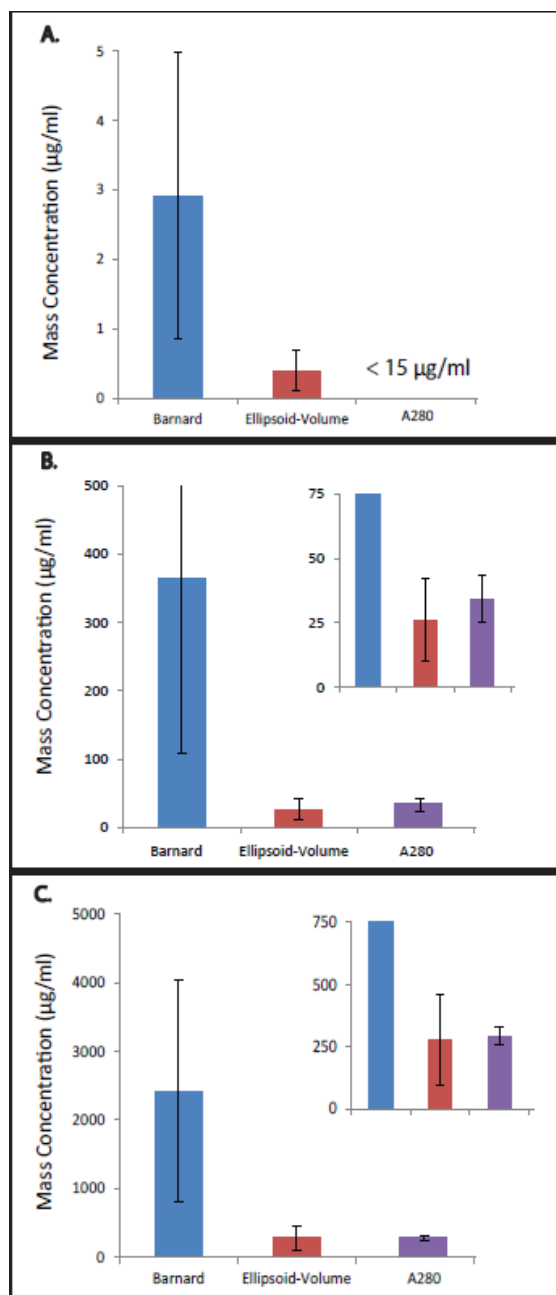 A.
Mass Concentration (µg/ml)
5
4
3
2
1
0
< 15 µg/ml
Barnard Ellipsoid-Volume A280
B.
Mass Concentration (µg/ml)
500
400
300
200
100
0
75
50
25
0
Barnard Ellipsoid-Volume A280
C.
Mass Concentration (µg/ml)
5000
4000
3000
2000
1000
0
750
500
250
0
Barnard Ellipsoid-Volume A280